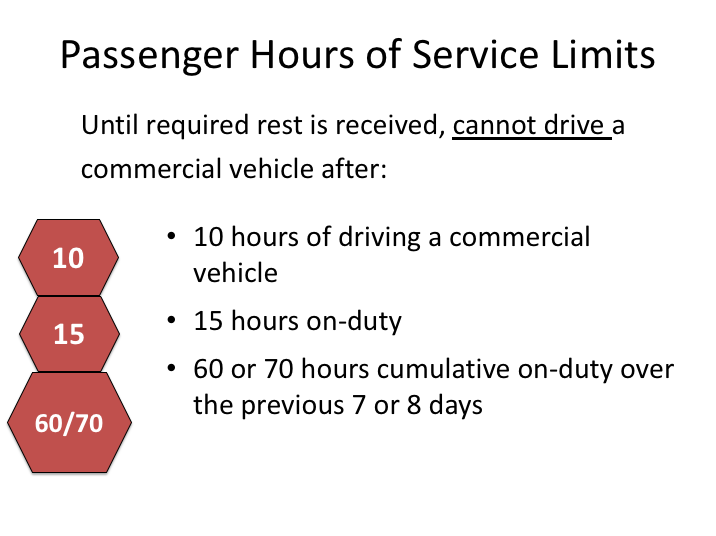 Passenger Hours of Service Limits
Until required rest is received, cannot drive a
commercial vehicle after:
10
• 10 hours of driving a commercial
vehicle
15
• 15 hours on-duty
60/70
• 60 or 70 hours cumulative on-duty over
the previous 7 or 8 days